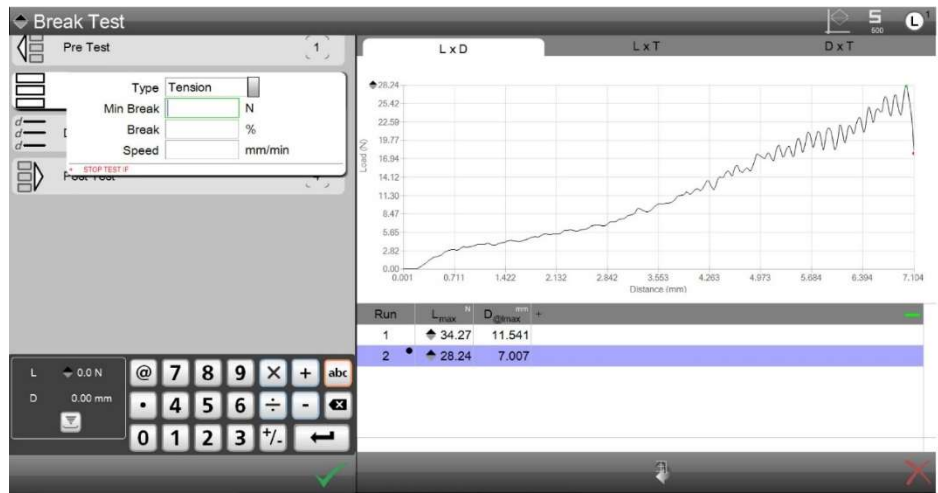 Break Test
S
500
L 1
Pre Test
1
Type Tension
Min Break N
Break %
Speed mm/min
STOP TEST IF
L x D
L x T
D x T
28.24
25.42
22.59
19.77
16.94
14.12
11.30
8.47
5.65
2.82
0.00
Load (N)
0.001 0.711 1.422 2.132 2.842 3.553 4.263 4.973 5.684 6.394 7.104
Distance (mm)
Run Lmax N D@lmax mm +
1 34.27 11.541
2 28.24 7.007
L 0.0 N
D 0.00 mm
@ 7 8 9 × + abc
• 4 5 6 ÷ -
0 1 2 3 +/-